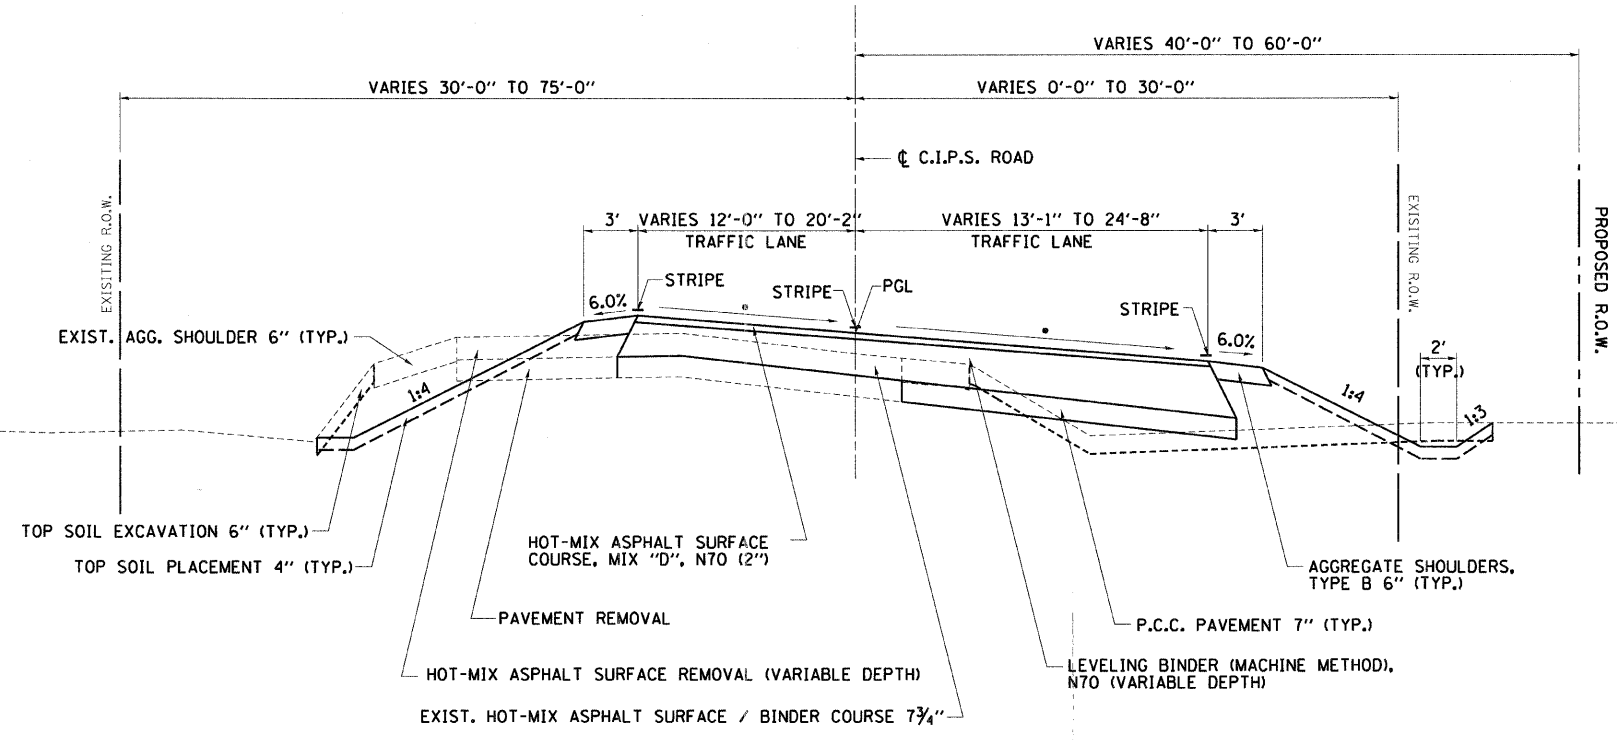 VARIES 40'-0" TO 60'-0"
VARIES 30'-0" TO 75'-0"
VARIES 0'-0" TO 30'-0"
℄ C.I.P.S. ROAD
EXISITING R.O.W.
EXISITING R.O.W.
PROPOSED R.O.W.
3'
VARIES 12'-0" TO 20'-2"
TRAFFIC LANE
VARIES 13'-1" TO 24'-8"
TRAFFIC LANE
3'
STRIPE
STRIPE
PGL
STRIPE
6.0%
*
•
6.0%
EXIST. AGG. SHOULDER 6" (TYP.)
2'
(TYP.)
1:4
1:4
1:3
TOP SOIL EXCAVATION 6" (TYP.)
TOP SOIL PLACEMENT 4" (TYP.)
HOT-MIX ASPHALT SURFACE
COURSE, MIX "D", N70 (2")
AGGREGATE SHOULDERS,
TYPE B 6" (TYP.)
PAVEMENT REMOVAL
P.C.C. PAVEMENT 7" (TYP.)
HOT-MIX ASPHALT SURFACE REMOVAL (VARIABLE DEPTH)
LEVELING BINDER (MACHINE METHOD),
N70 (VARIABLE DEPTH)
EXIST. HOT-MIX ASPHALT SURFACE / BINDER COURSE 7¾"